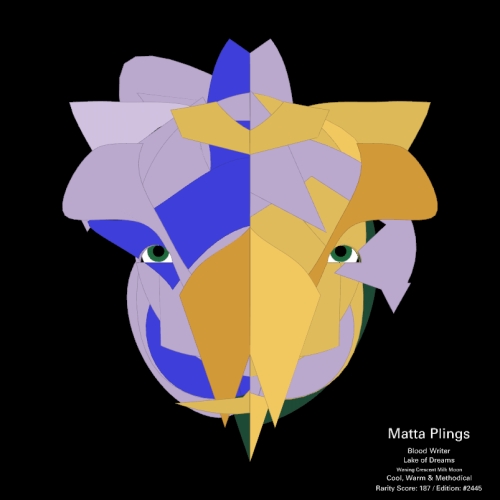 Matta Plings
Blood Writer
Lake of Dreams
Waning Crescent Milk Moon
Cool, Warm & Methodical
Rarity Score: 187 / Edition: #2445